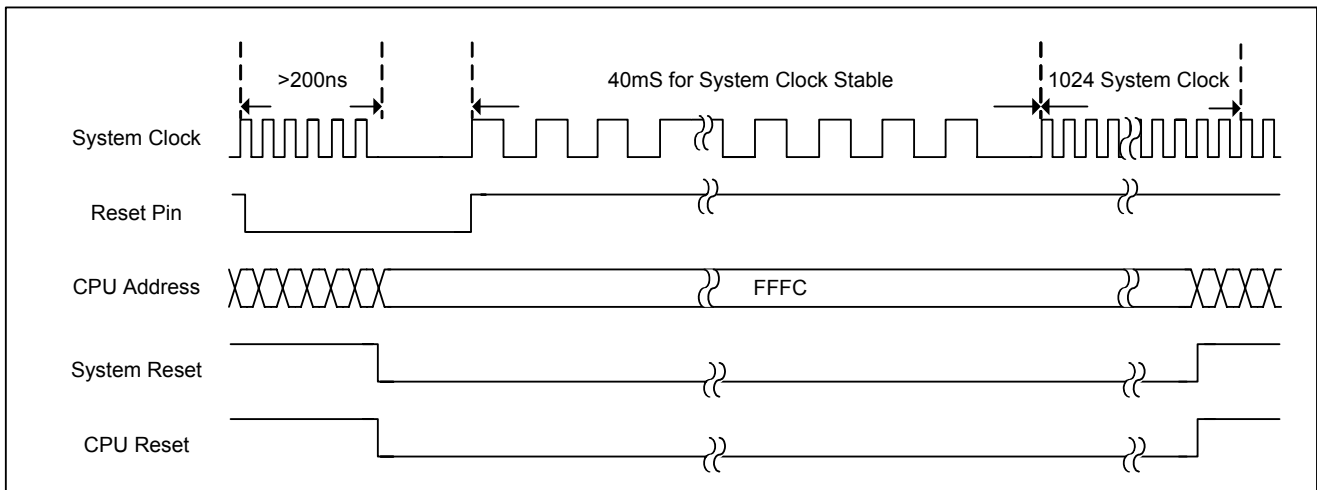 >200ns
40mS for System Clock Stable
1024 System Clock
System Clock
Reset Pin
CPU Address
FFFC
System Reset
CPU Reset